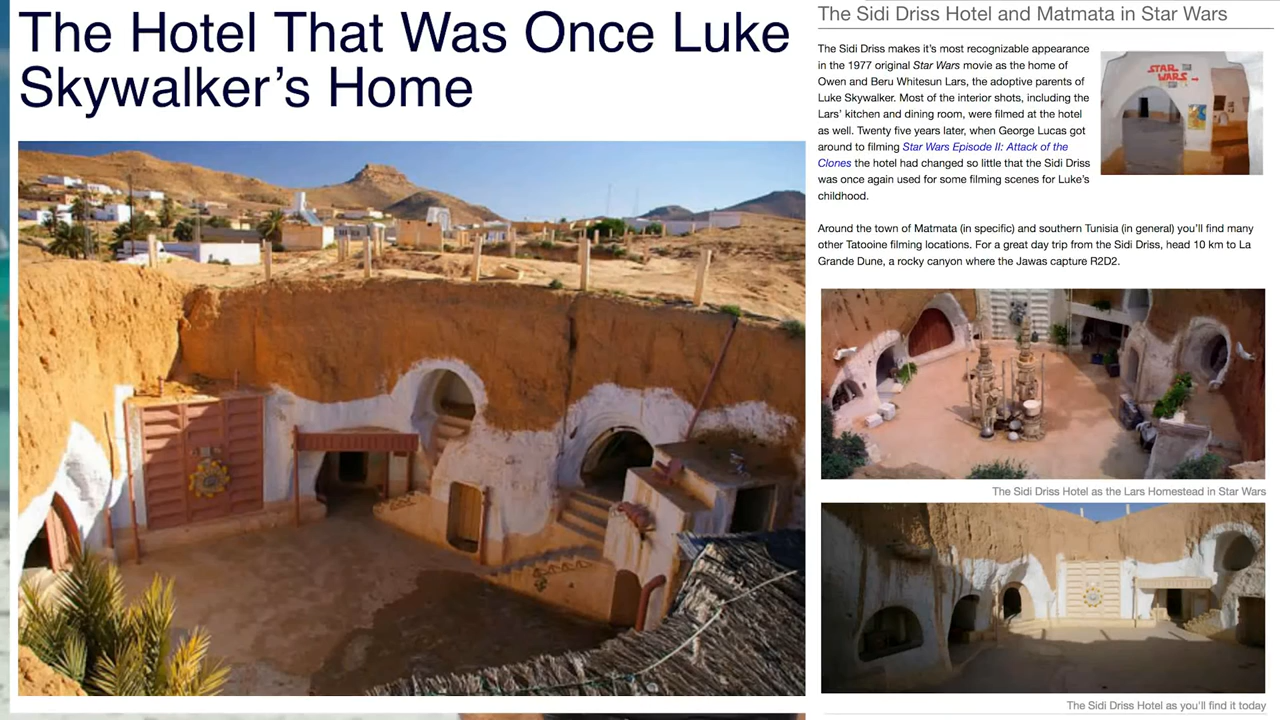 The Hotel That Was Once Luke
Skywalker's Home
The Sidi Driss Hotel and Matmata in Star Wars
The Sidi Driss makes it's most recognizable appearance
in the 1977 original Star Wars movie as the home of
Owen and Beru Whitesun Lars, the adoptive parents of
Luke Skywalker. Most of the interior shots, including the
Lars' kitchen and dining room, were filmed at the hotel
as well. Twenty five years later, when George Lucas got
around to filming Star Wars Episode II: Attack of the
Clones the hotel had changed so little that the Sidi Driss
was once again used for some filming scenes for Luke's
childhood.
STAR
WARS
Around the town of Matmata (in specific) and southern Tunisia (in general) you'll find many
other Tatooine filming locations. For a great day trip from the Sidi Driss, head 10 km to La
Grande Dune, a rocky canyon where the Jawas capture R2D2.
The Sidi Driss Hotel as the Lars Homestead in Star Wars
The Sidi Driss Hotel as you'll find it today